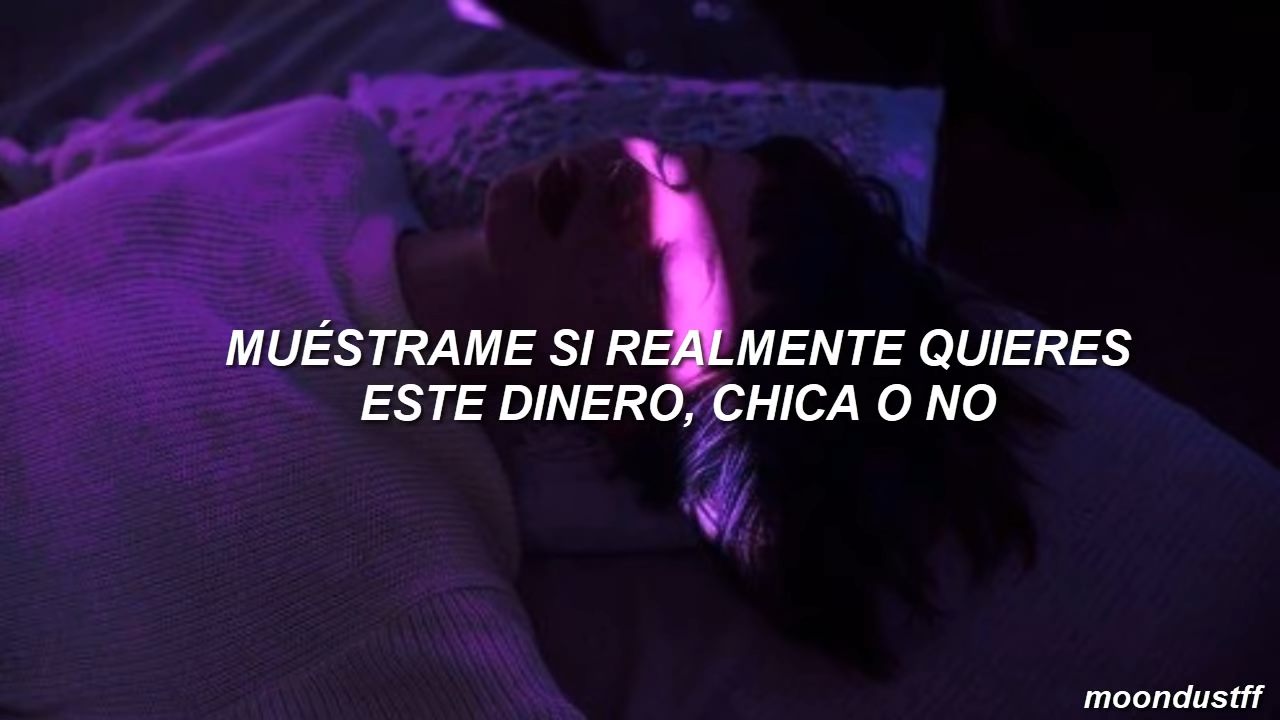 MUÉSTRAME SI REALMENTE QUIERES
ESTE DINERO, CHICA O NO
moondustff